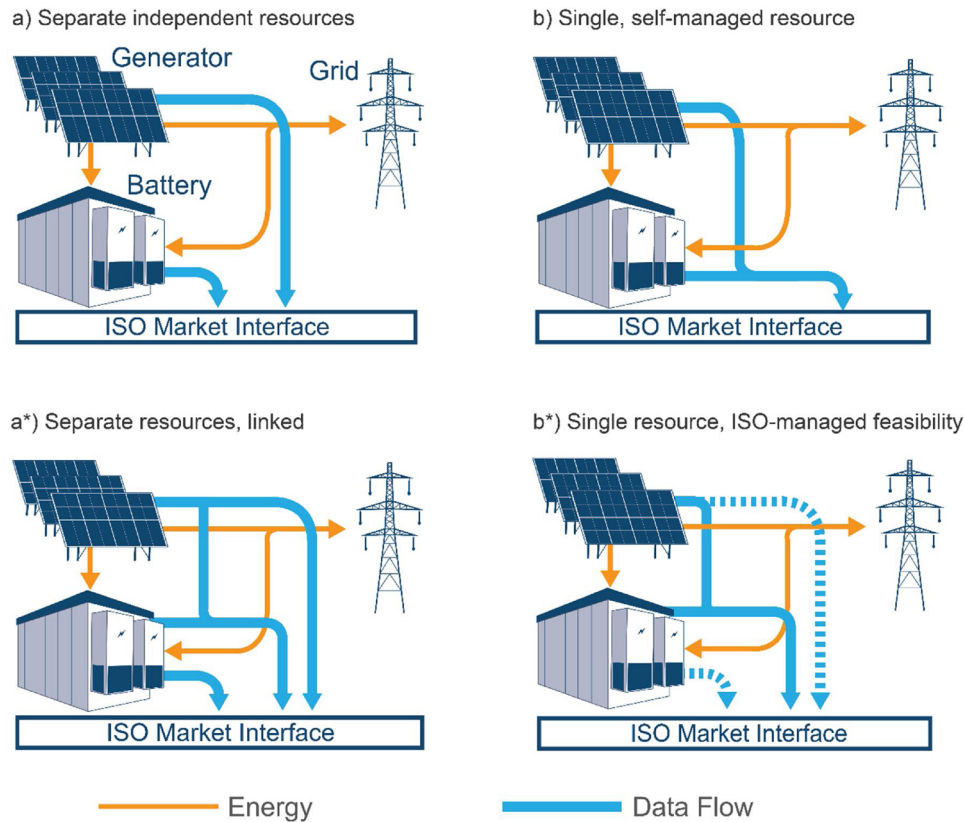 a) Separate independent resources
b) Single, self-managed resource
Generator
Grid
Battery
ISO Market Interface
ISO Market Interface
a*) Separate resources, linked
b*) Single resource, ISO-managed feasibility
ISO Market Interface
ISO Market Interface
Energy
Data Flow